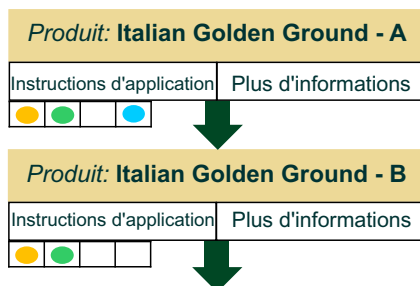 Produit: Italian Golden Ground - A
Instructions d'application Plus d'informations
Produit: Italian Golden Ground - B
Instructions d'application Plus d'informations